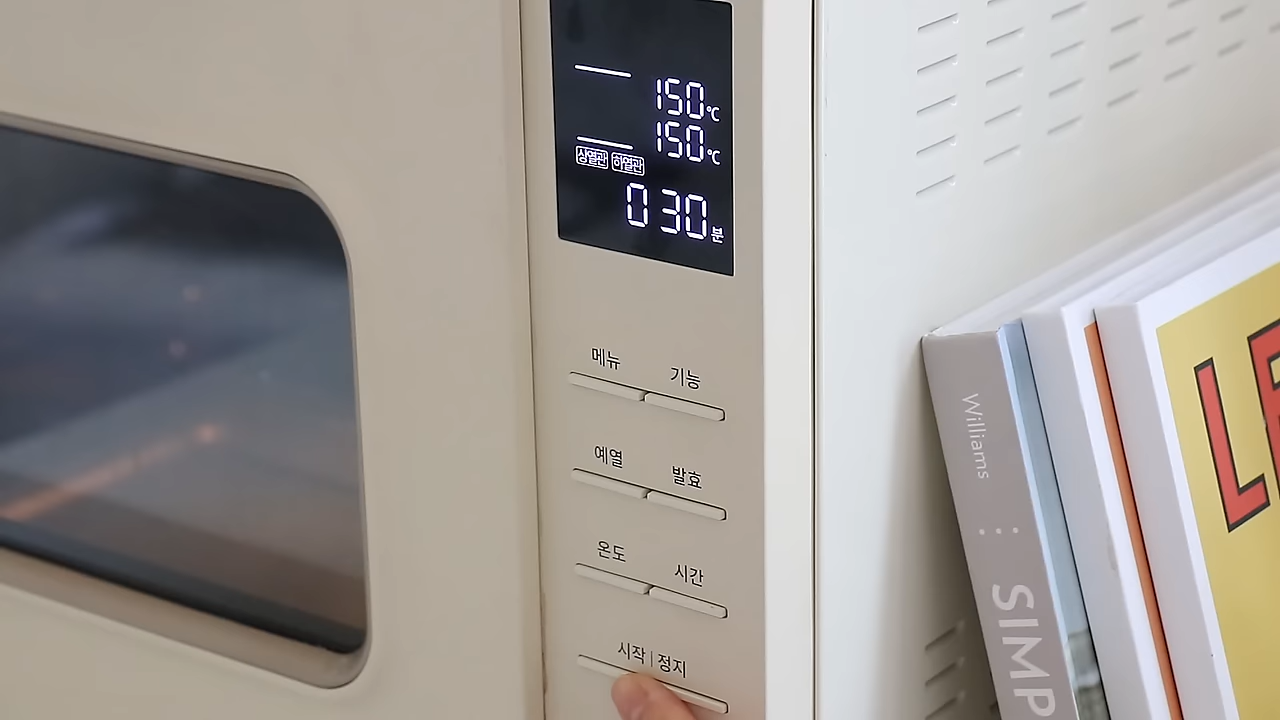 150°C
150°C
상열관 하열관
0 30분
메뉴 기능
예열 발효
온도 시간
시작 | 정지
Williams
SIMP